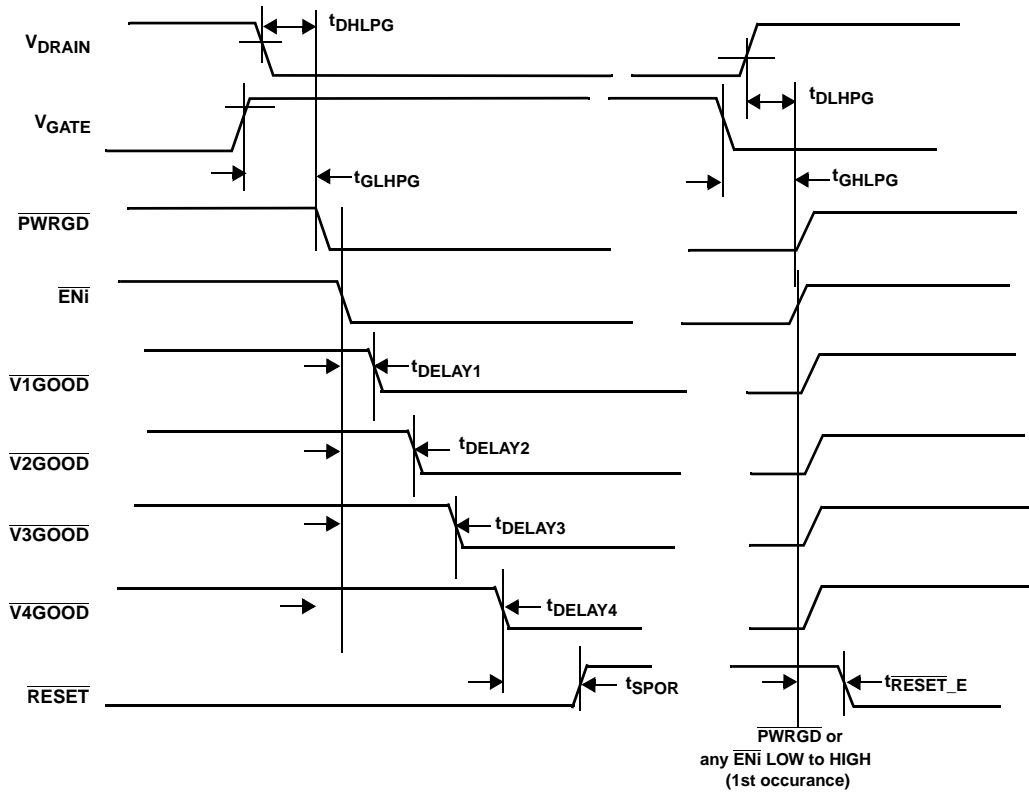 VDRAIN
tDHLPG
tDLHPG
VGATE
tGLHPG
tGHLPG
PWRGD
ENi
V1GOOD
tDELAY1
V2GOOD
tDELAY2
V3GOOD
tDELAY3
V4GOOD
tDELAY4
RESET
tSPOR
tRESET_E
PWRGD or
any ENi LOW to HIGH
(1st occurance)